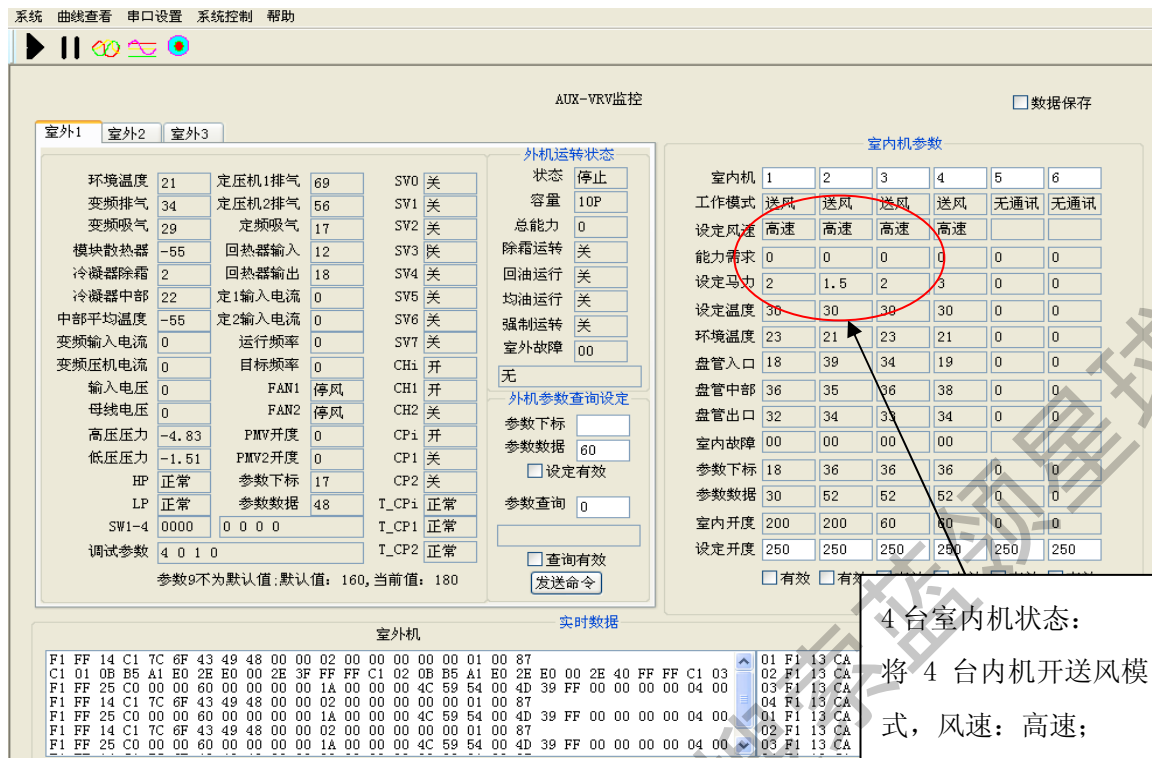 系统 曲线查看 串口设置 系统控制 帮助
AUX-VRV监控
数据保存
室外1 室外2 室外3
环境温度 21 定压机1排气 69 SV0 关
变频排气 34 定压机2排气 56 SV1 关
变频吸气 29 定频吸气 17 SV2 关
模块散热器 -55 回热器输入 12 SV3 关
冷凝器除霜 2 回热器输出 18 SV4 关
冷凝器中部 22 定1输入电流 0 SV5 关
中部平均温度 -55 定2输入电流 0 SV6 关
变频输入电流 0 运行频率 0 SV7 关
变频压机电流 0 目标频率 0 CHi 开
输入电压 0 FAN1 停风 CH1 开
母线电压 0 FAN2 停风 CH2 关
高压压力 -4.83 PMV开度 0 CPi 开
低压压力 -1.51 PMV2开度 0 CP1 关
HP 正常 参数下标 17 CP2 关
LP 正常 参数数据 48 T_CPi 正常
SW1-4 0000 0 0 0 0 T_CP1 正常
调试参数 4 0 1 0 T_CP2 正常
参数9不为默认值;默认值: 160,当前值: 180
外机运转状态
状态 停止
容量 10P
总能力 0
除霜运转 关
回油运行 关
均油运行 关
强制运转 关
室外故障 00
无
外机参数查询设定
参数下标
参数数据 60
设定有效
参数查询 0
查询有效
发送命令
室内机参数
室内机 1 2 3 4 5 6
工作模式 送风 送风 送风 送风 无通讯 无通讯
设定风速 高速 高速 高速 高速
能力需求 0 0 0 0 0 0
设定马力 2 1.5 2 3 0 0
设定温度 30 30 30 30 0 0
环境温度 23 21 23 21 0 0
盘管入口 18 39 34 19 0 0
盘管中部 36 35 36 38 0 0
盘管出口 32 34 33 34 0 0
室内故障 00 00 00 00
参数下标 18 36 36 36 0 0
参数数据 30 52 52 52 0 0
室内开度 200 200 60 60 0 0
设定开度 250 250 250 250 250 250
有效 有效
4 台室内机状态：
将 4 台内机开送风模
式，风速：高速；
实时数据
室外机
F1 FF 14 C1 7C 6F 43 49 48 00 00 02 00 00 00 00 00 01 00 87
C1 01 0B B5 A1 E0 2E E0 00 2E 3F FF FF C1 02 0B B5 A1 E0 2E E0 00 2E 40 FF FF C1 03
F1 FF 25 C0 00 00 60 00 00 00 00 1A 00 00 00 4C 59 54 00 4D 39 FF 00 00 00 00 04 00
F1 FF 14 C1 7C 6F 43 49 48 00 00 02 00 00 00 00 00 01 00 87
F1 FF 25 C0 00 00 60 00 00 00 00 1A 00 00 00 4C 59 54 00 4D 39 FF 00 00 00 00 04 00
F1 FF 14 C1 7C 6F 43 49 48 00 00 02 00 00 00 00 00 01 00 87
F1 FF 25 C0 00 00 60 00 00 00 00 1A 00 00 00 4C 59 54 00 4D 39 FF 00 00 00 00 04 00
01 F1 13 CA
02 F1 13 CA
03 F1 13 CA
04 F1 13 CA
01 F1 13 CA
02 F1 13 CA
03 F1 13 CA
搜索蓝领星球